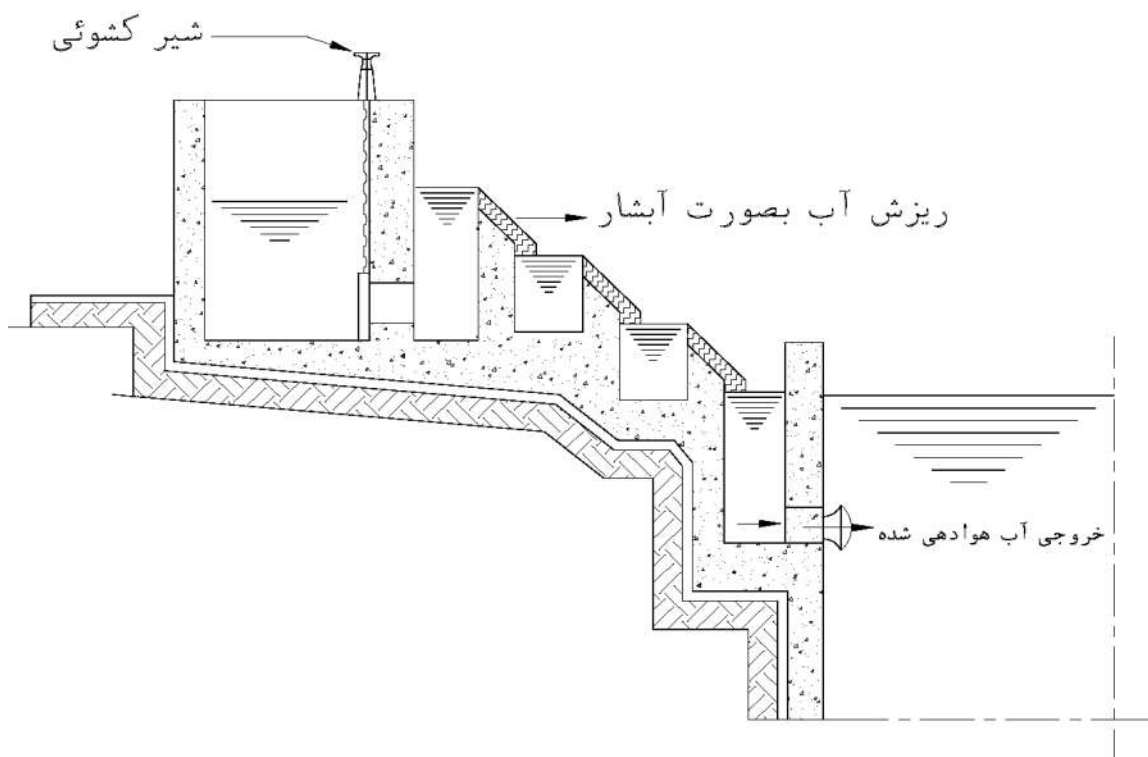 شیر کشوئی
ریزش آب بصورت آبشار
خروجی آب هوادهی شده